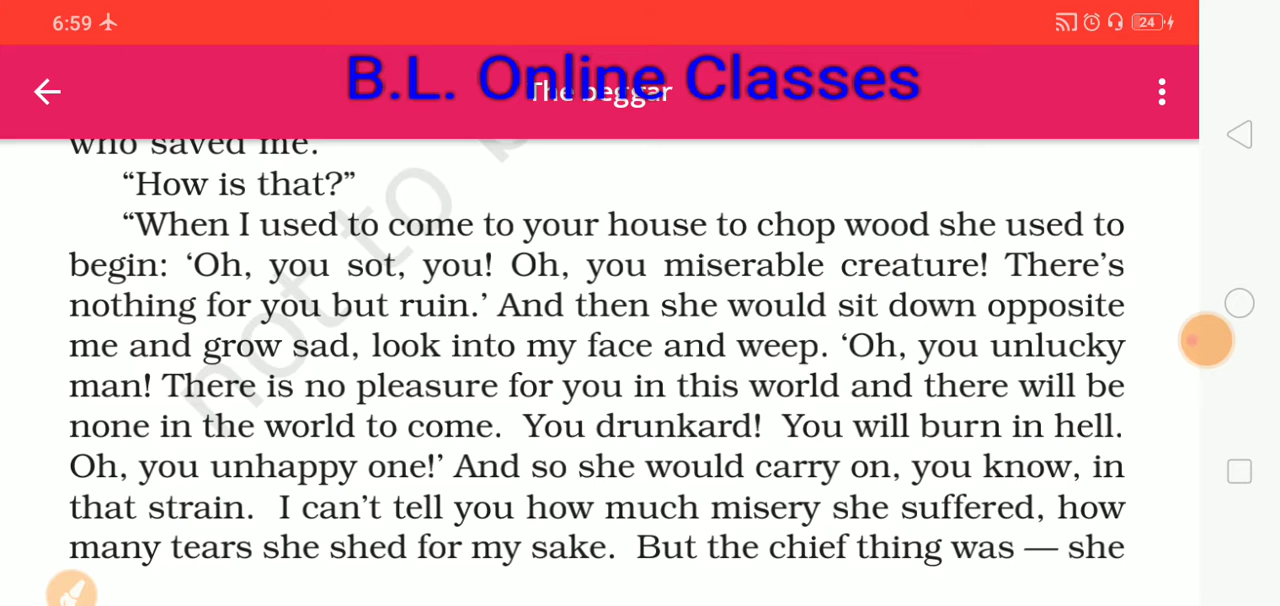 6:59
24
B.L. Online Classes
The beggar
who saved me.
“How is that?”
“When I used to come to your house to chop wood she used to
begin: ‘Oh, you sot, you! Oh, you miserable creature! There’s
nothing for you but ruin.’ And then she would sit down opposite
me and grow sad, look into my face and weep. ‘Oh, you unlucky
man! There is no pleasure for you in this world and there will be
none in the world to come. You drunkard! You will burn in hell.
Oh, you unhappy one!’ And so she would carry on, you know, in
that strain. I can’t tell you how much misery she suffered, how
many tears she shed for my sake. But the chief thing was — she
not to